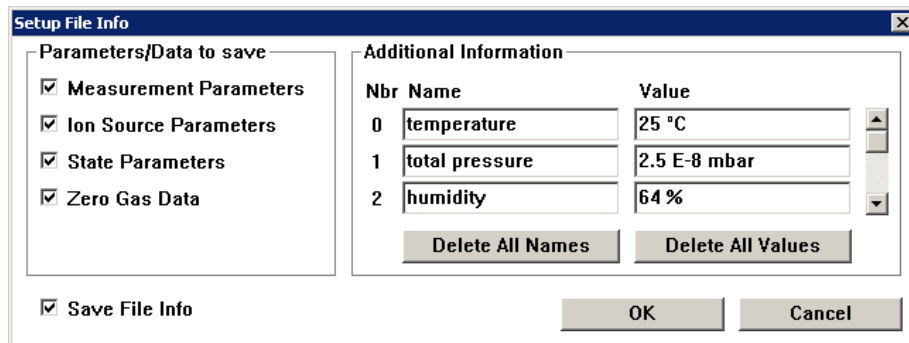 Setup File Info
Parameters/Data to save
Measurement Parameters
Ion Source Parameters
State Parameters
Zero Gas Data
Additional Information
Nbr Name Value
0 temperature 25 °C
1 total pressure 2.5 E-8 mbar
2 humidity 64 %
Delete All Names Delete All Values
Save File Info
OK Cancel